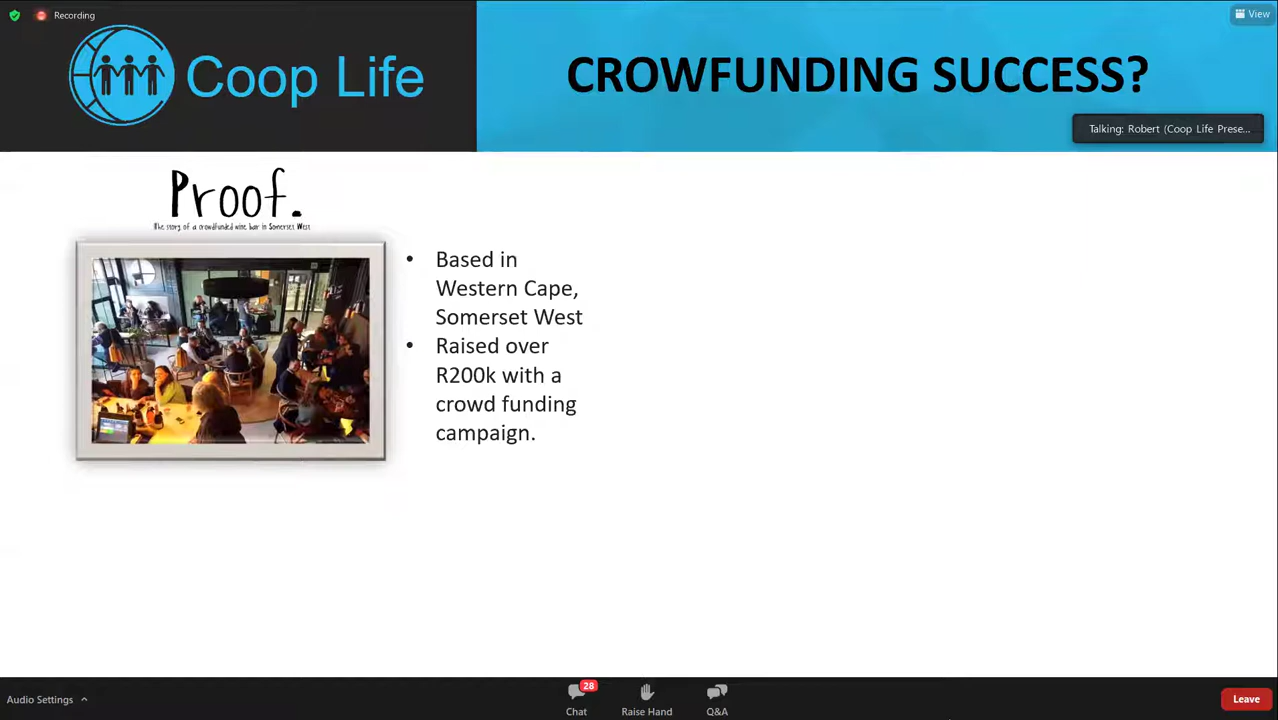 Recording
View
Coop Life
CROWFUNDING SUCCESS?
Talking: Robert (Coop Life Prese...
Proof.
The story of a crowdfunded wine bar in Somerset West
• Based in
Western Cape,
Somerset West
• Raised over
R200k with a
crowd funding
campaign.
Audio Settings
28
Chat
Raise Hand
Q&A
Leave